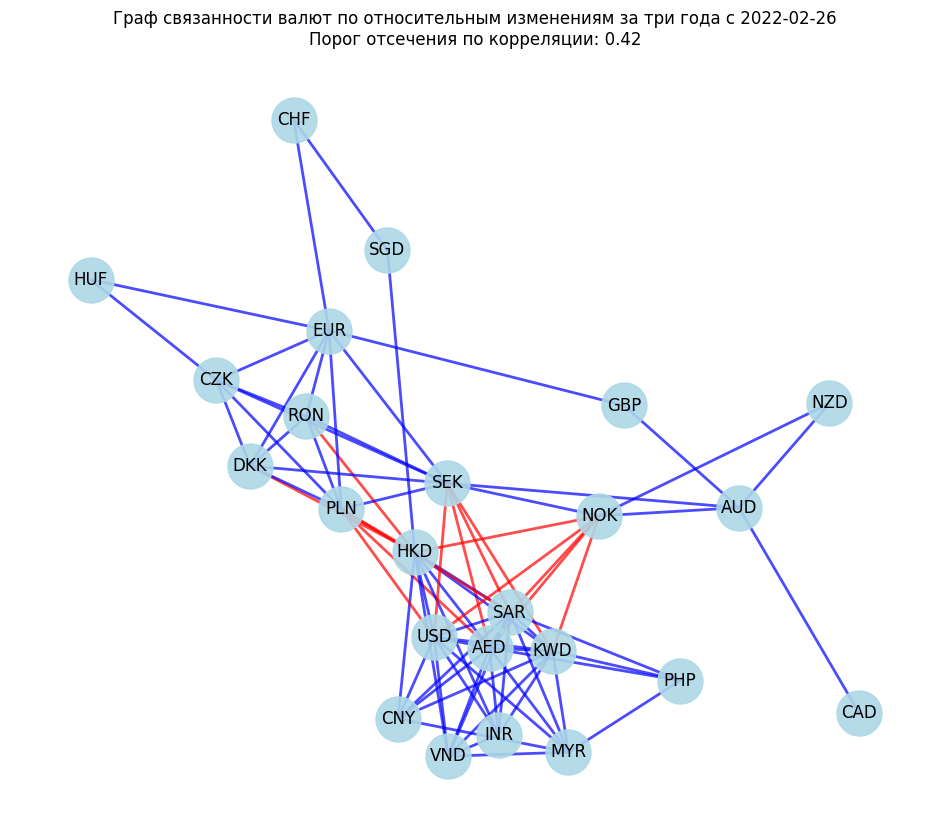 Граф связанности валют по относительным изменениям за три года с 2022-02-26
Порог отсечения по корреляции: 0.42
CHF
SGD
HUF
EUR
CZK
RON
GBP
NZD
DKK
SEK
PLN
NOK
AUD
HKD
SAR
USD
AED
KWD
PHP
CNY
CAD
INR
VND
MYR